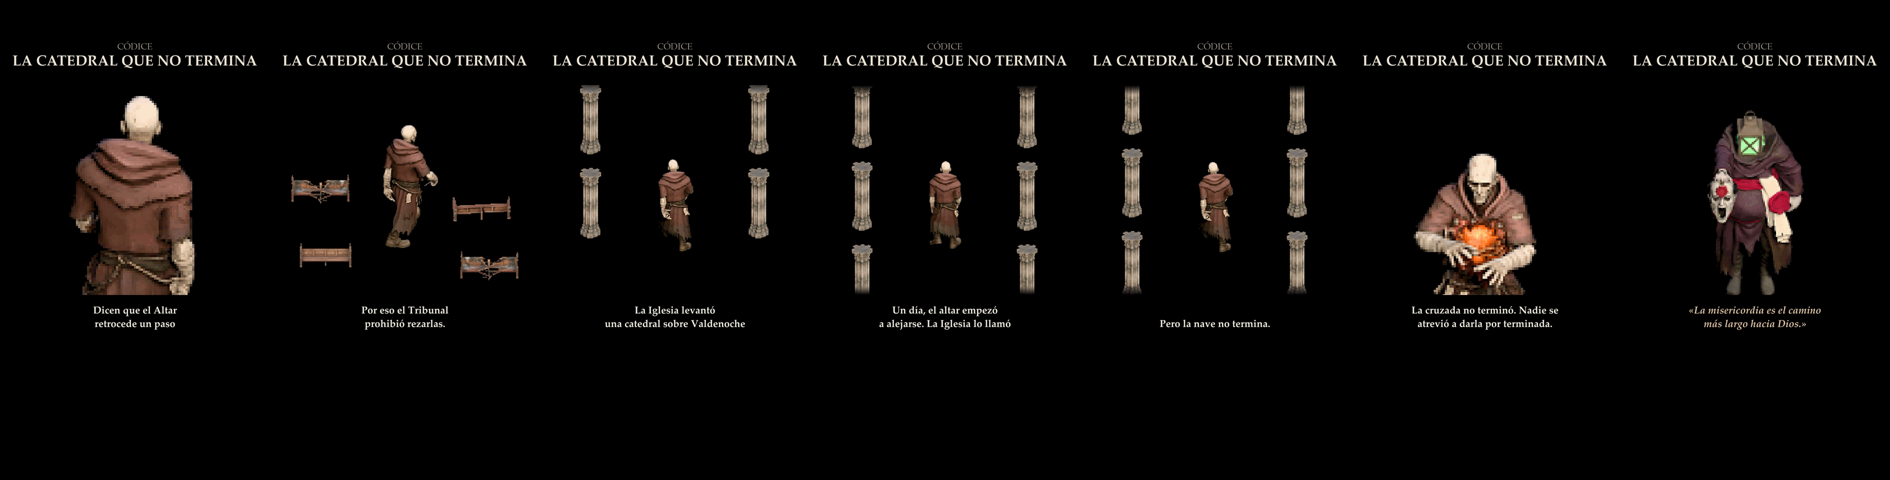 CÓDICE
LA CATEDRAL QUE NO TERMINA
Dicen que el Altar
retrocede un paso
CÓDICE
LA CATEDRAL QUE NO TERMINA
Por eso el Tribunal
prohibió rezarlas.
CÓDICE
LA CATEDRAL QUE NO TERMINA
La Iglesia levantó
una catedral sobre Valdenoche
CÓDICE
LA CATEDRAL QUE NO TERMINA
Un día, el altar empezó
a alejarse. La Iglesia lo llamó
CÓDICE
LA CATEDRAL QUE NO TERMINA
Pero la nave no termina.
CÓDICE
LA CATEDRAL QUE NO TERMINA
La cruzada no terminó. Nadie se
atrevió a darla por terminada.
CÓDICE
LA CATEDRAL QUE NO TERMINA
«La misericordia es el camino
más largo hacia Dios.»